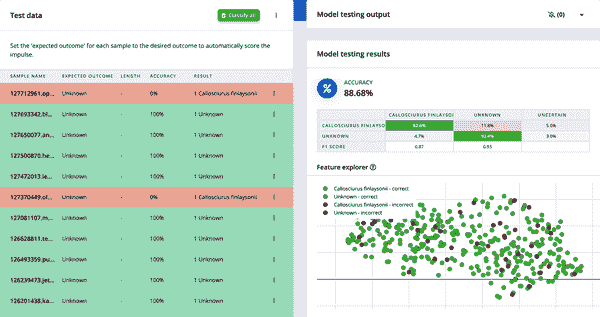 Test data
Classify all
Set the 'expected outcome' for each sample to the desired outcome to automatically score the
impulse.
SAMPLE NAME EXPECTED OUTCOME LENGTH ACCURACY RESULT
127712961.op... Unknown - 0% 1 Callosciurus finlaysonii
127693342.bl... Unknown - 100% 1 Unknown
127650077.an... Unknown - 100% 1 Unknown
127500870.he... Unknown - 100% 1 Unknown
127472013.le... Unknown - 100% 1 Unknown
127370449.ol... Unknown - 0% 1 Callosciurus finlaysonii
127081107.m... Unknown - 100% 1 Unknown
126628811.te... Unknown - 100% 1 Unknown
126493359.pu... Unknown - 100% 1 Unknown
126239473.jet... Unknown - 100% 1 Unknown
126201438.ka... Unknown - 100% 1 Unknown
Model testing output
(0)
Model testing results
%
ACCURACY
88.68%
CALLOSCIURUS FINLAYSONII UNKNOWN UNCERTAIN
CALLOSCIURUS FINLAYSO 82.6% 11.8% 5.0%
UNKNOWN 4.7% 92.4% 3.0%
F1 SCORE 0.87 0.93
Feature explorer
Callosciurus finlaysonii - correct
Unknown - correct
Callosciurus finlaysonii - incorrect
Unknown - incorrect